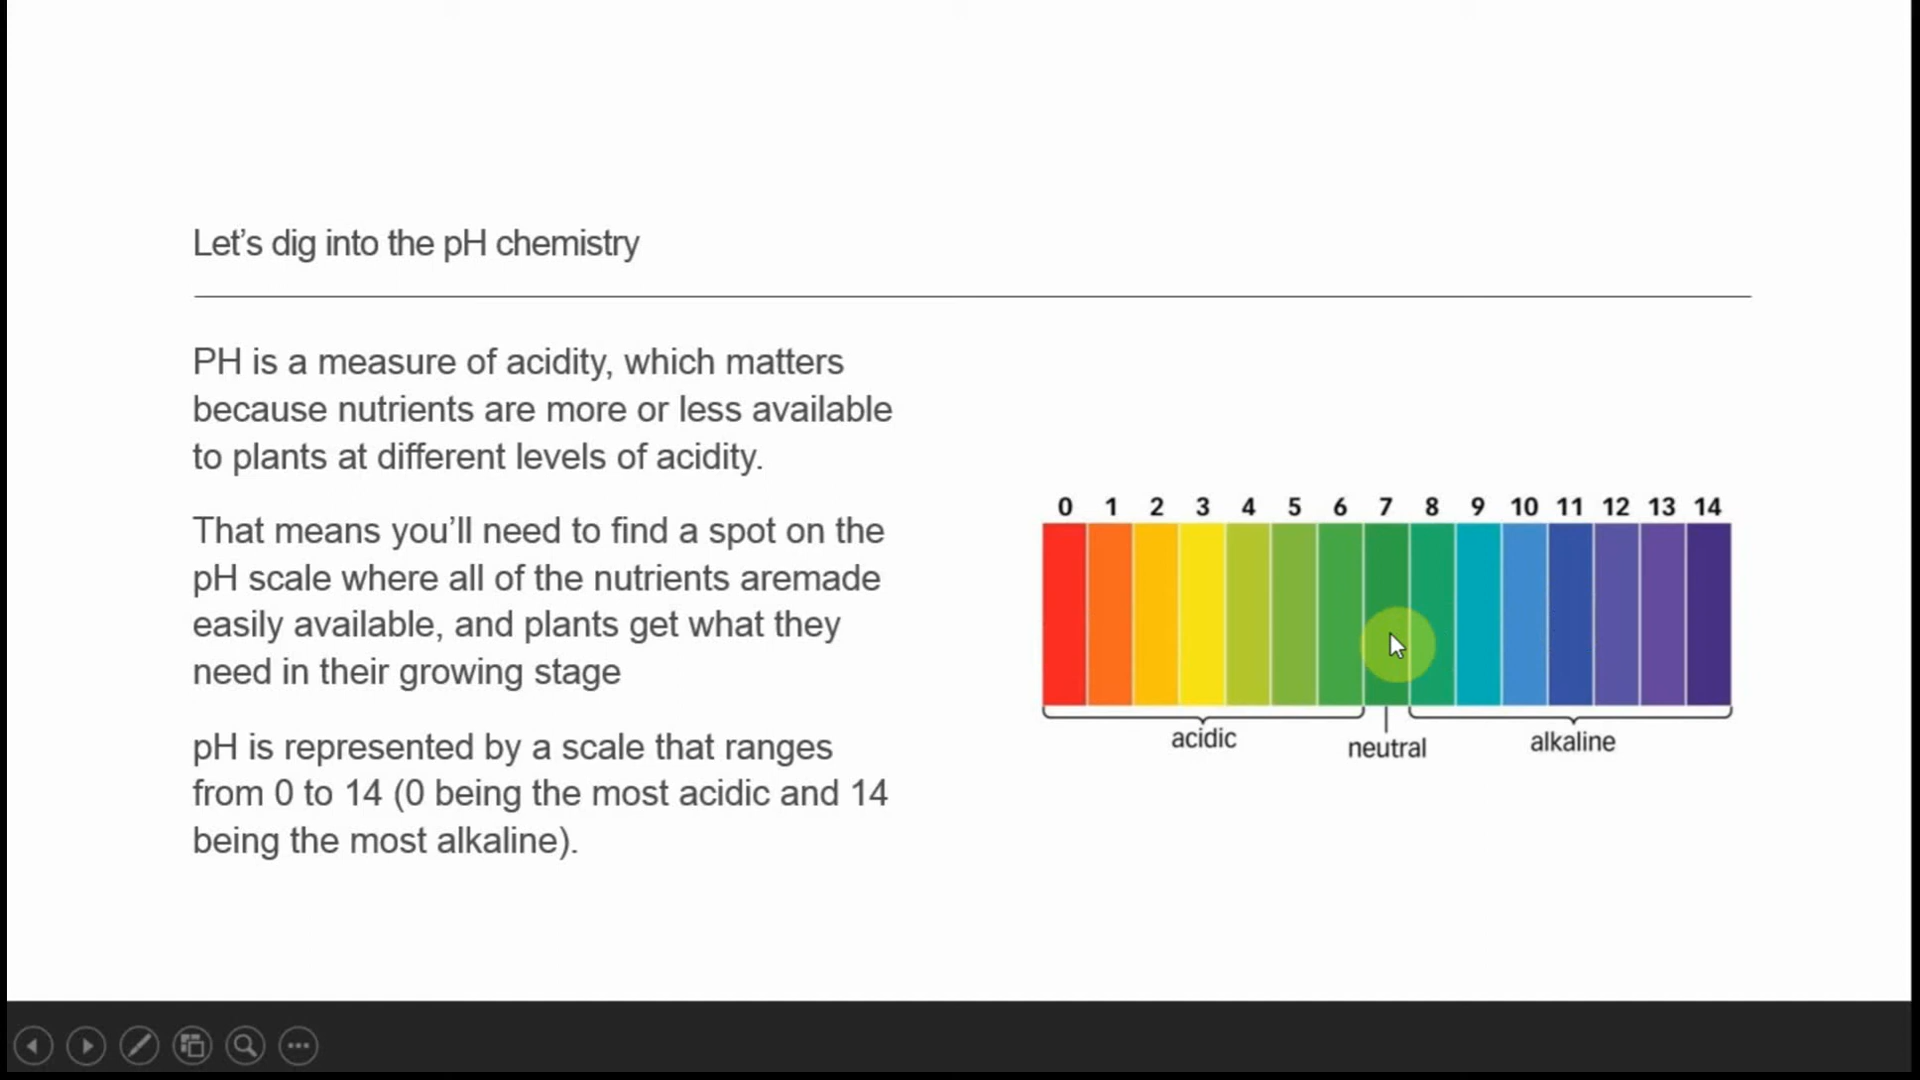 Let’s dig into the pH chemistry
PH is a measure of acidity, which matters
because nutrients are more or less available
to plants at different levels of acidity.
That means you’ll need to find a spot on the
pH scale where all of the nutrients aremade
easily available, and plants get what they
need in their growing stage
pH is represented by a scale that ranges
from 0 to 14 (0 being the most acidic and 14
being the most alkaline).
0 1 2 3 4 5 6 7 8 9 10 11 12 13 14
acidic neutral alkaline